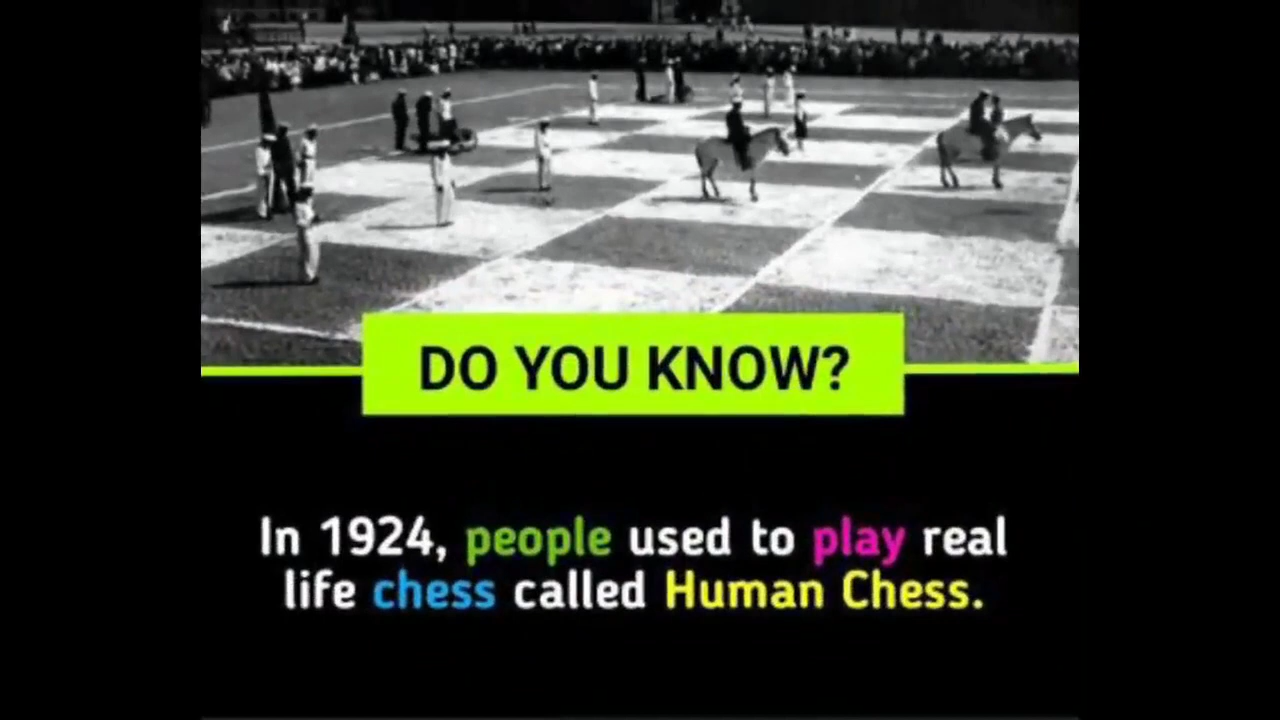 DO YOU KNOW?
In 1924, people used to play real
life chess called Human Chess.